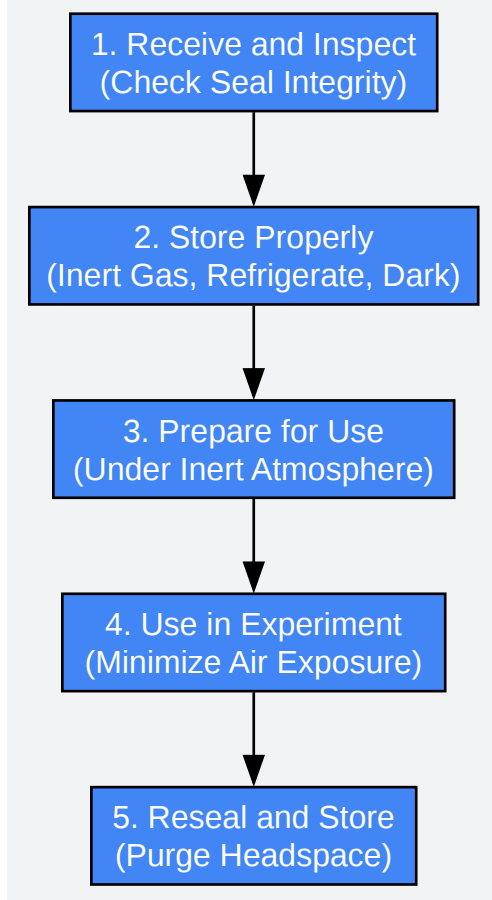 1. Receive and Inspect
(Check Seal Integrity)
2. Store Properly
(Inert Gas, Refrigerate, Dark)
3. Prepare for Use
(Under Inert Atmosphere)
4. Use in Experiment
(Minimize Air Exposure)
5. Reseal and Store
(Purge Headspace)